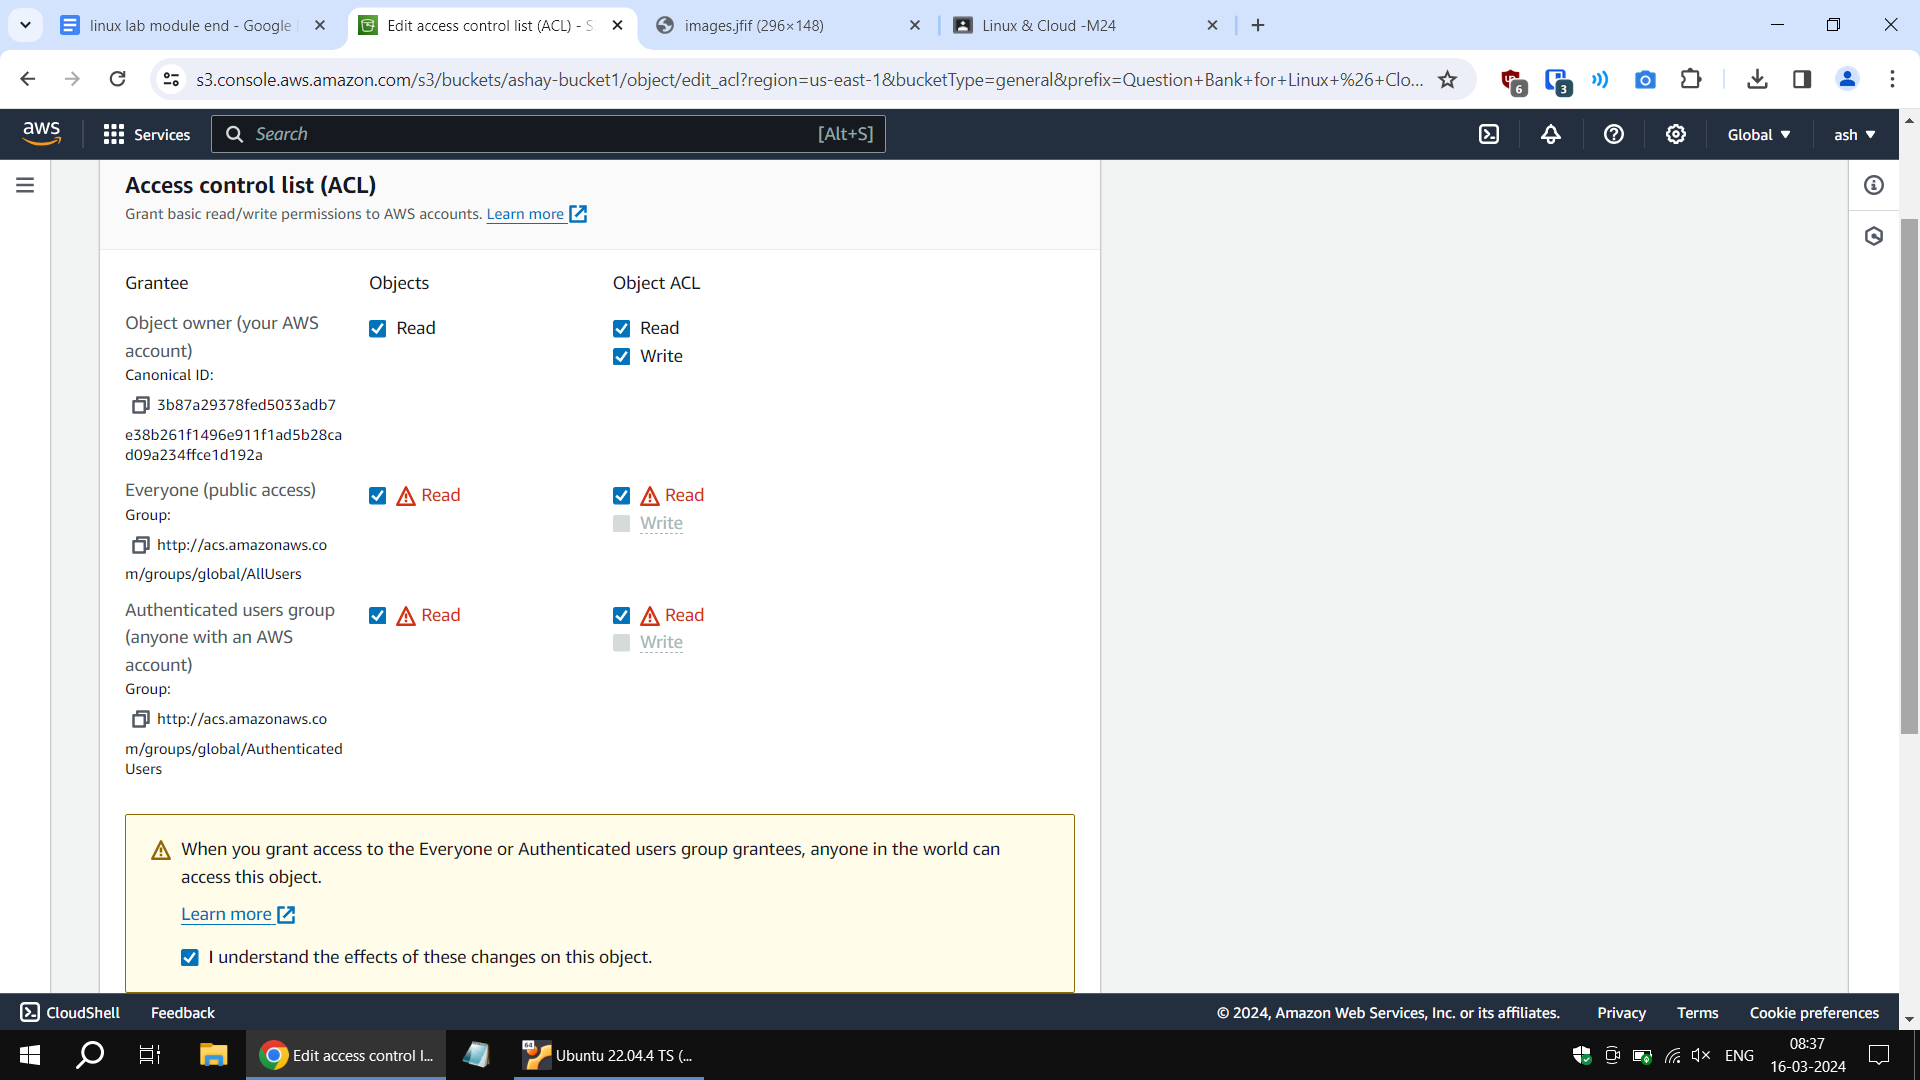 linux lab module end - Google
Edit access control list (ACL) - S
images.jfif (296×148)
Linux & Cloud -M24
s3.console.aws.amazon.com/s3/buckets/ashay-bucket1/object/edit_acl?region=us-east-1&bucketType=general&prefix=Question+Bank+for+Linux+%26+Clo...
6
3
aws
Services
Search
[Alt+S]
Global
ash
Access control list (ACL)
Grant basic read/write permissions to AWS accounts. Learn more
Grantee Objects Object ACL
Object owner (your AWS
account)
Canonical ID:
3b87a29378fed5033adb7
e38b261f1496e911f1ad5b28ca
d09a234ffce1d192a
Read
Read
Write
Everyone (public access)
Group:
http://acs.amazonaws.co
m/groups/global/AllUsers
Read
Read
Write
Authenticated users group
(anyone with an AWS
account)
Group:
http://acs.amazonaws.co
m/groups/global/Authenticated
Users
Read
Read
Write
When you grant access to the Everyone or Authenticated users group grantees, anyone in the world can
access this object.
Learn more
I understand the effects of these changes on this object.
CloudShell
Feedback
© 2024, Amazon Web Services, Inc. or its affiliates.
Privacy
Terms
Cookie preferences
Edit access control l...
64
Ubuntu 22.04.4 TS (...
ENG
08:37
16-03-2024